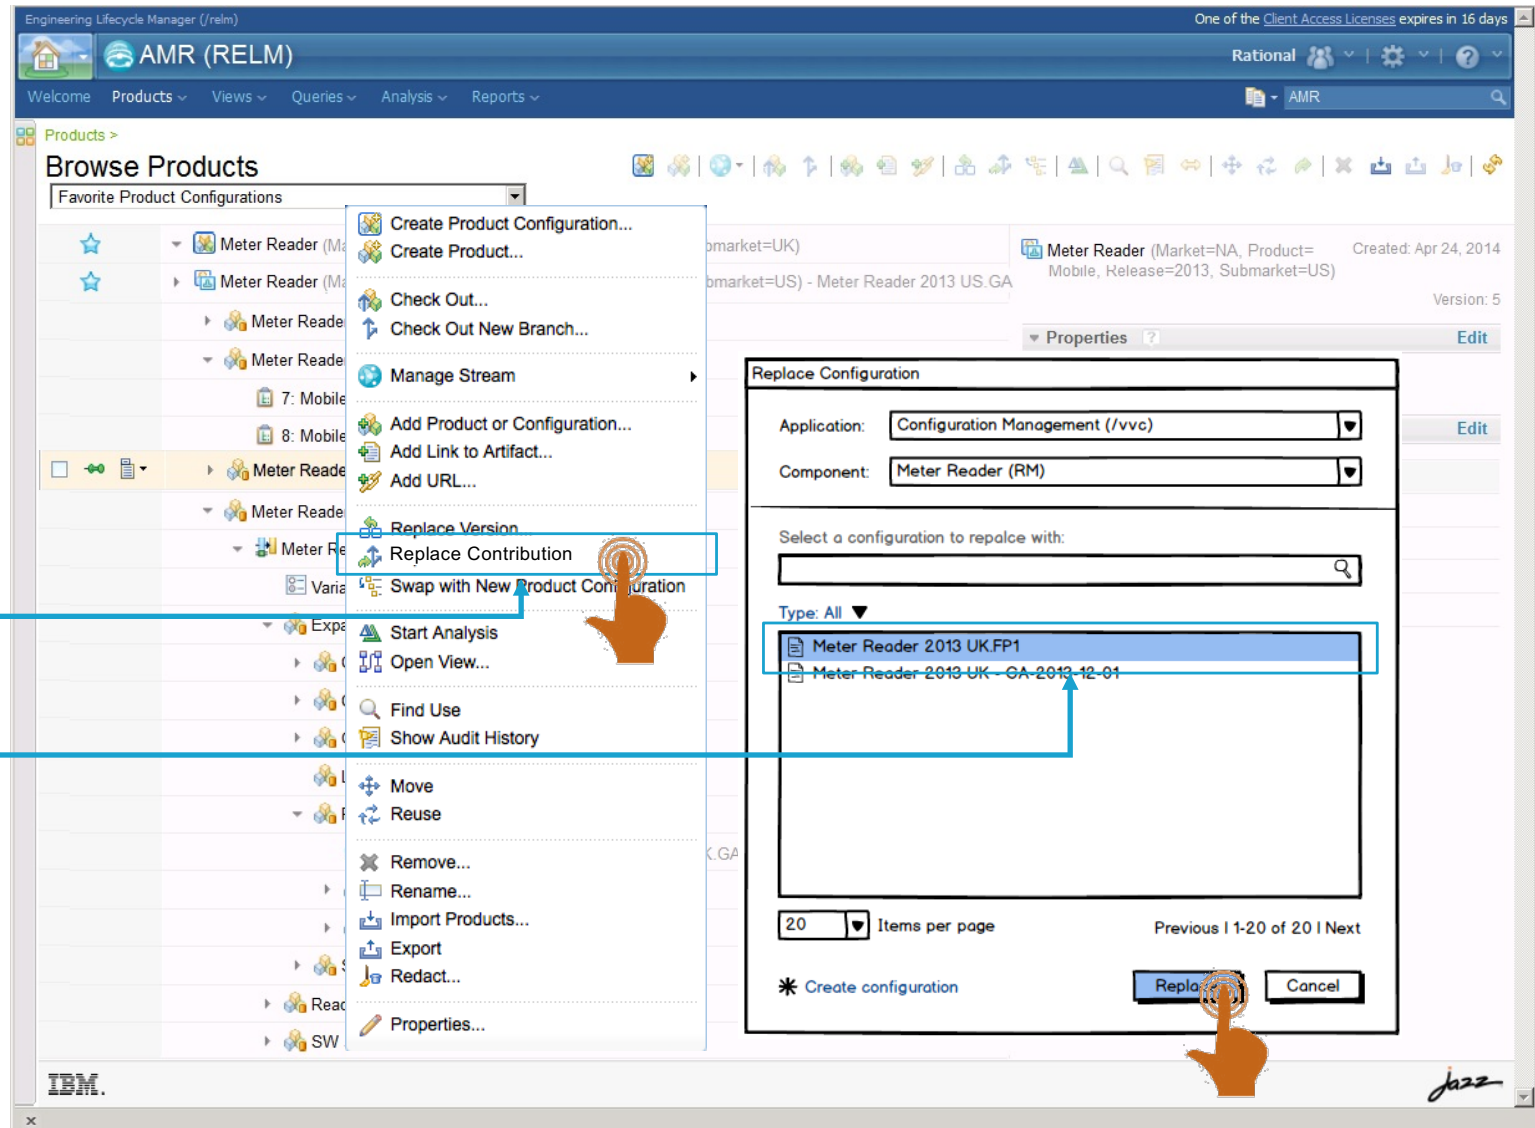 Engineering Lifecycle Manager (/relm)
One of the Client Access Licenses expires in 16 days
AMR (RELM)
Rational
Welcome Products Views Queries Analysis Reports
AMR
Products >
Browse Products
Favorite Product Configurations
Create Product Configuration...
Create Product...
Check Out...
Check Out New Branch...
Manage Stream
Add Product or Configuration...
Add Link to Artifact...
Add URL...
Replace Version...
Replace Contribution
Swap with New Product Configuration
Start Analysis
Open View...
Find Use
Show Audit History
Move
Reuse
Remove...
Rename...
Import Products...
Export
Redact...
Properties...
Meter Reader
bmarket=UK)
Meter Reader
bmarket=US) - Meter Reader 2013 US.GA
Meter Reade
Meter Reade
7: Mobile
8: Mobile
Meter Reade
Meter Reade
Meter Re
Varia
Expa
Read
SW
Meter Reader (Market=NA, Product=
Mobile, Release=2013, Submarket=US)
Created: Apr 24, 2014
Version: 5
Properties ?
Edit
Edit
Replace Configuration
Application: Configuration Management (/vvc)
Component: Meter Reader (RM)
Select a configuration to repalce with:
Type: All
Meter Reader 2013 UK.FP1
Meter Reader 2013 UK - GA-2013-12-01
20 Items per page
Previous | 1-20 of 20 | Next
Create configuration
Repla
Cancel
IBM.
jazz